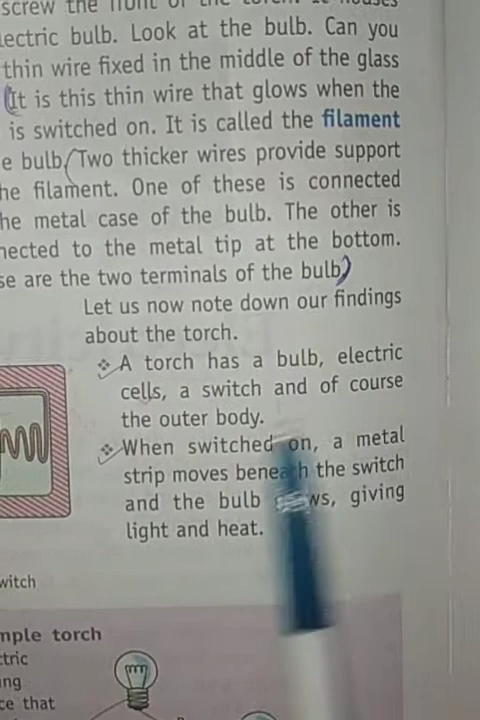 screw the front of the torch. It houses
lectric bulb. Look at the bulb. Can you
thin wire fixed in the middle of the glass
It is this thin wire that glows when the
is switched on. It is called the filament
e bulb. Two thicker wires provide support
he filament. One of these is connected
he metal case of the bulb. The other is
nected to the metal tip at the bottom.
se are the two terminals of the bulb.
Let us now note down our findings
about the torch.
❖ A torch has a bulb, electric
cells, a switch and of course
the outer body.
❖ When switched on, a metal
strip moves beneath the switch
and the bulb glows, giving
light and heat.
witch
mple torch
ctric
ng
ce that